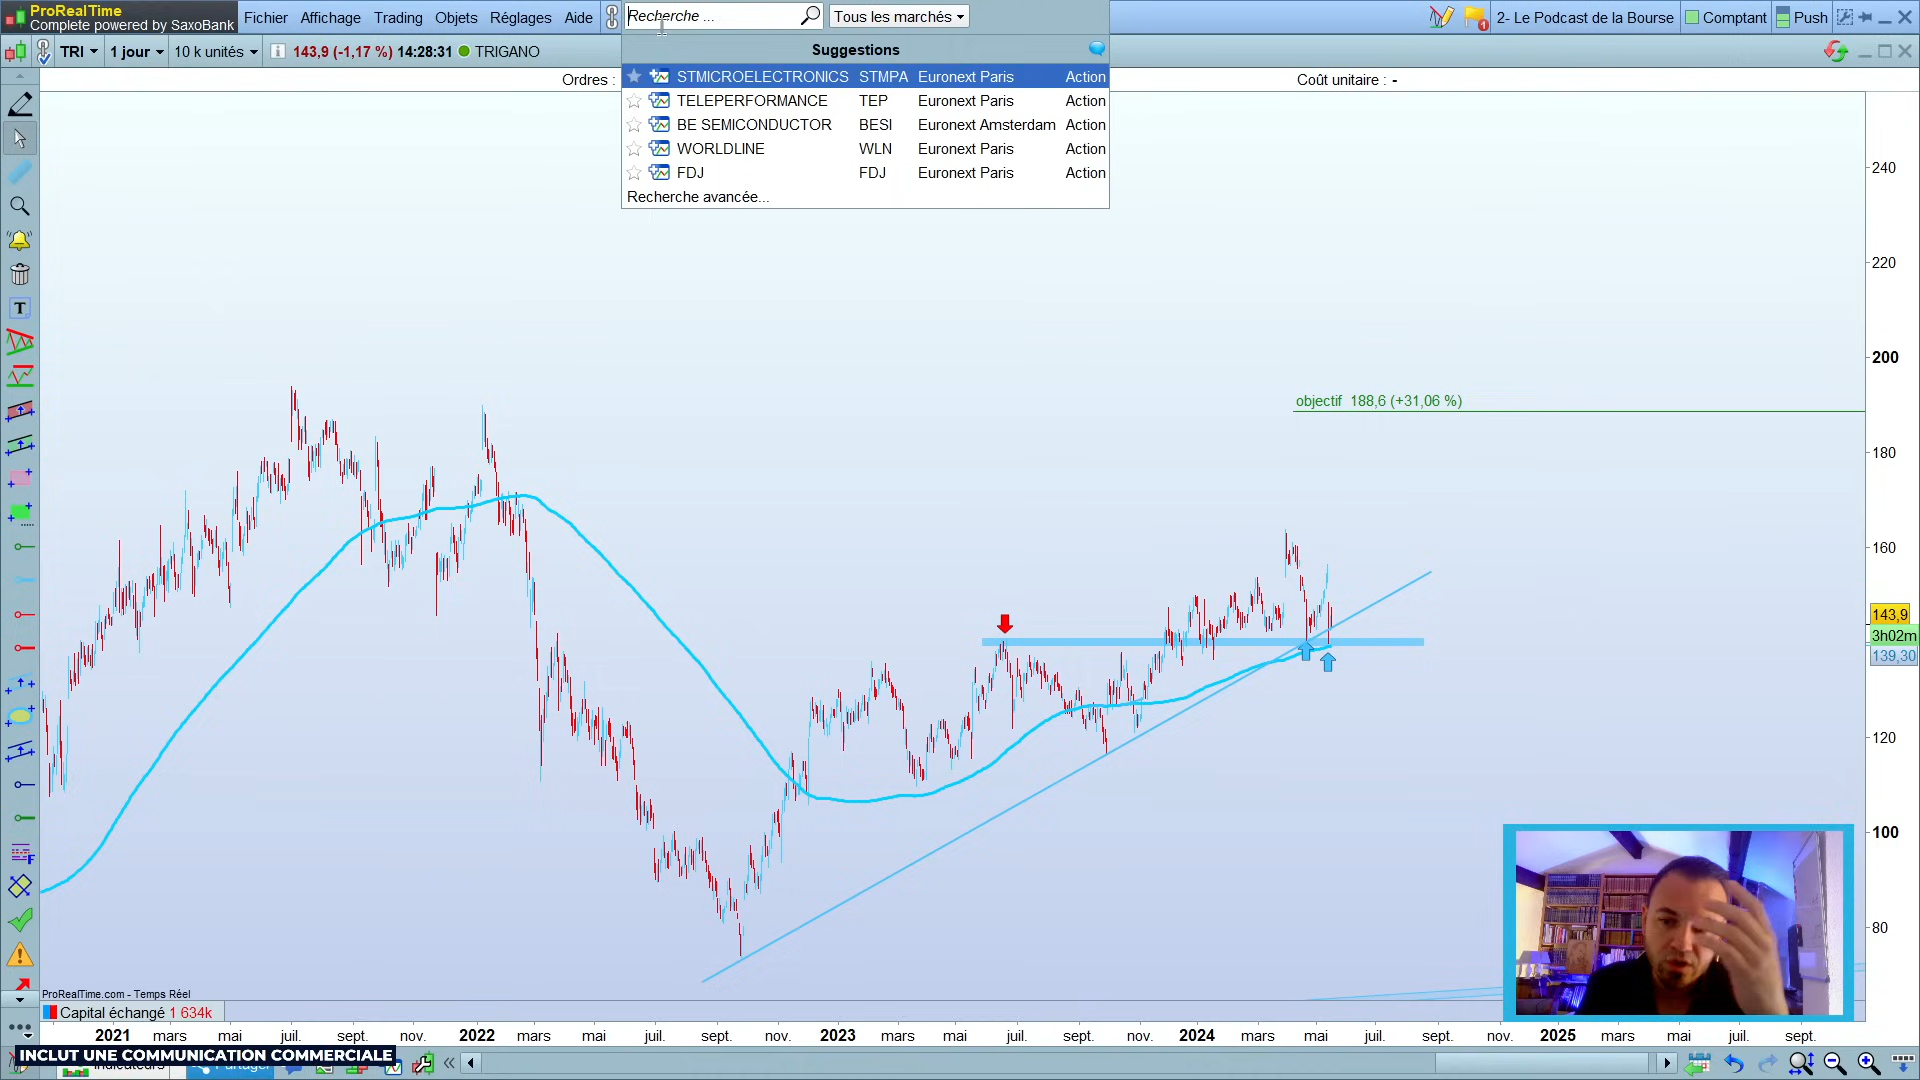 ProRealTime
Complete powered by SaxoBank
Fichier Affichage Trading Objets Réglages Aide
Recherche ...
Tous les marchés
2- Le Podcast de la Bourse
Comptant
Push
TRI
1 jour
10 k unités
143,9 (-1,17 %) 14:28:31 TRIGANO
Suggestions
STMICROELECTRONICS STMPA Euronext Paris Action
TELEPERFORMANCE TEP Euronext Paris Action
BE SEMICONDUCTOR BESI Euronext Amsterdam Action
WORLDLINE WLN Euronext Paris Action
FDJ FDJ Euronext Paris Action
Recherche avancée...
Ordres :
Coût unitaire : -
240
220
200
objectif 188,6 (+31,06 %)
180
160
143,9
3h02m
139,30
120
100
80
ProRealTime.com - Temps Réel
Capital échangé 1 634k
2021 mars mai juil. sept. nov. 2022 mars mai juil. sept. nov. 2023 mars mai juil. sept. nov. 2024 mars mai juil. sept. nov. 2025 mars mai juil. sept.
INCLUT UNE COMMUNICATION COMMERCIALE